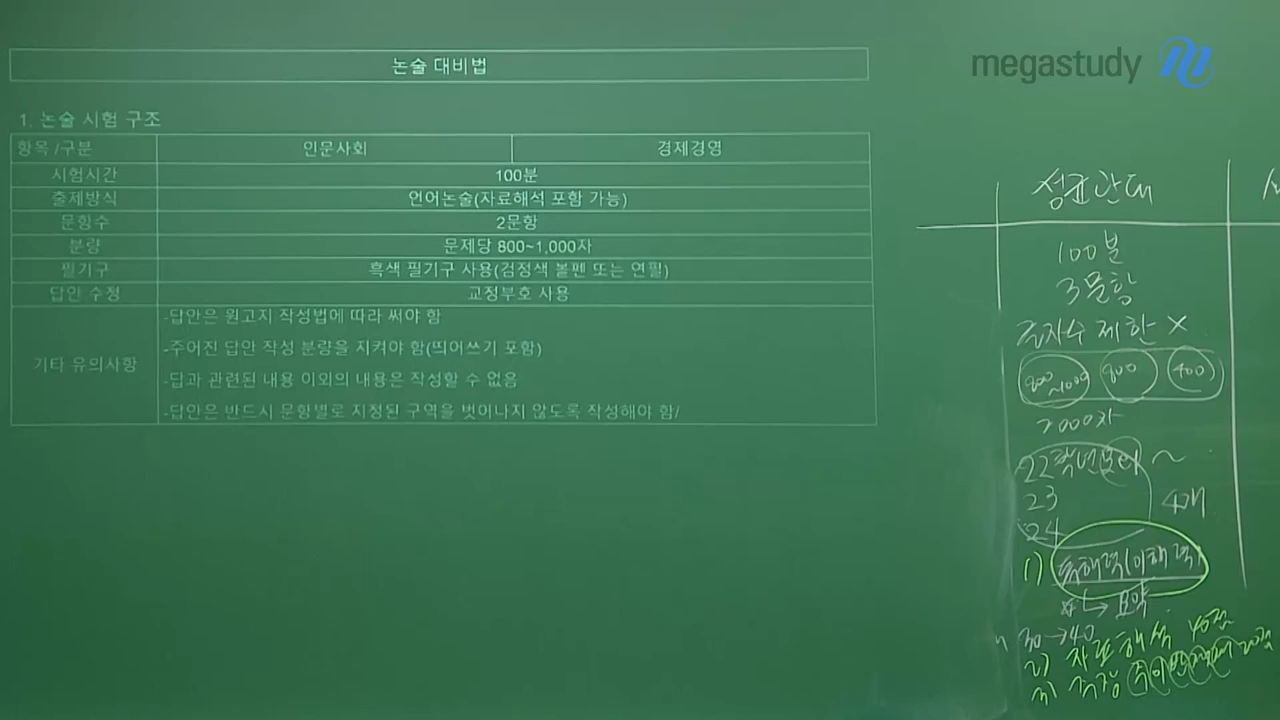 megastudy
논술 대비법
1. 논술 시험 구조
항목 /구분 인문사회 경제경영
시험시간 100분
출제방식 언어논술(자료해석 포함 가능)
문항수 2문항
분량 문제당 800~1,000자
필기구 흑색 필기구 사용(검정색 볼펜 또는 연필)
답안 수정 교정부호 사용
기타 유의사항
-답안은 원고지 작성법에 따라 써야 함
-주어진 답안 작성 분량을 지켜야 함(띄어쓰기 포함)
-답과 관련된 내용 이외의 내용은 작성할 수 없음
-답안은 반드시 문항별로 지정된 구역을 벗어나지 않도록 작성해야 함/
성균관대
100분
3문항
글자수 제한 X
800~1000 800 400
2000자
22학년도 ~
23 4개
24
1) 독해력(이해력)
→ 요약
30→40
2) 자료해석 40점
3)